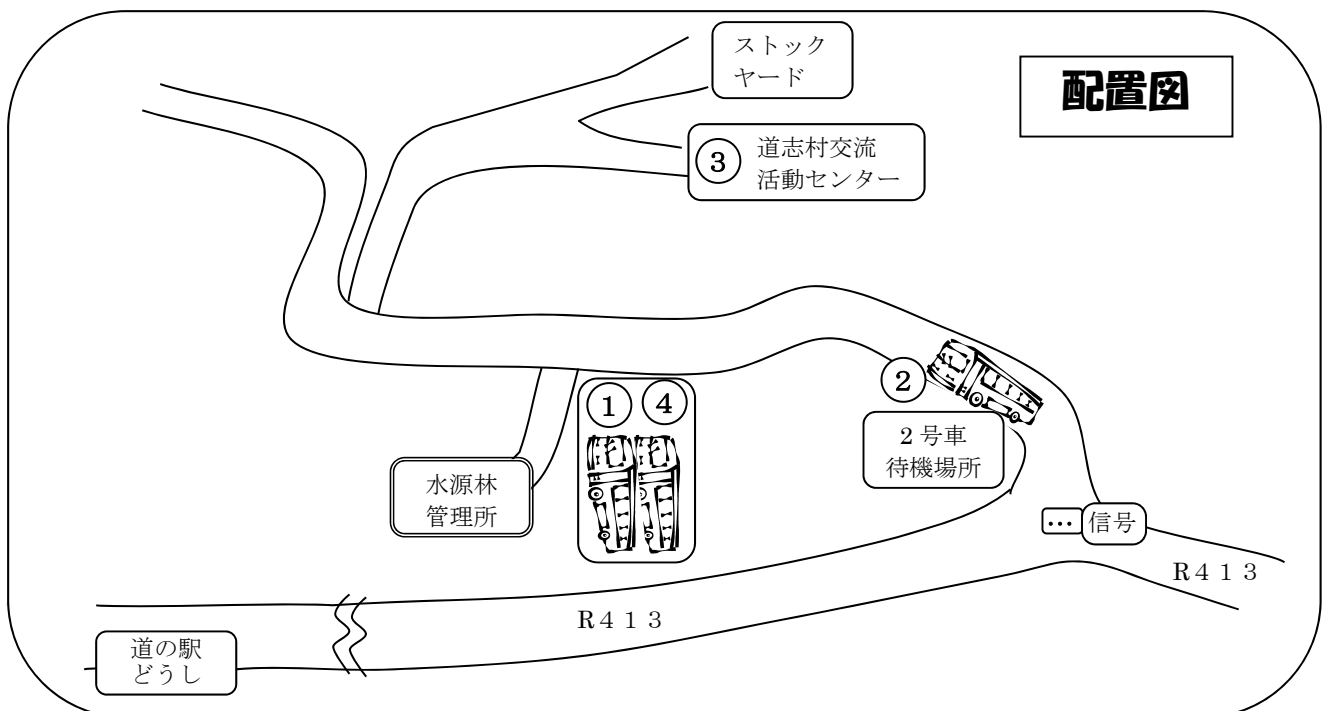 配置図
ストック
ヤード
③ 道志村交流
活動センター
②
2号車
待機場所
① ④
水源林
管理所
… 信号
R413
R413
道の駅
どうし